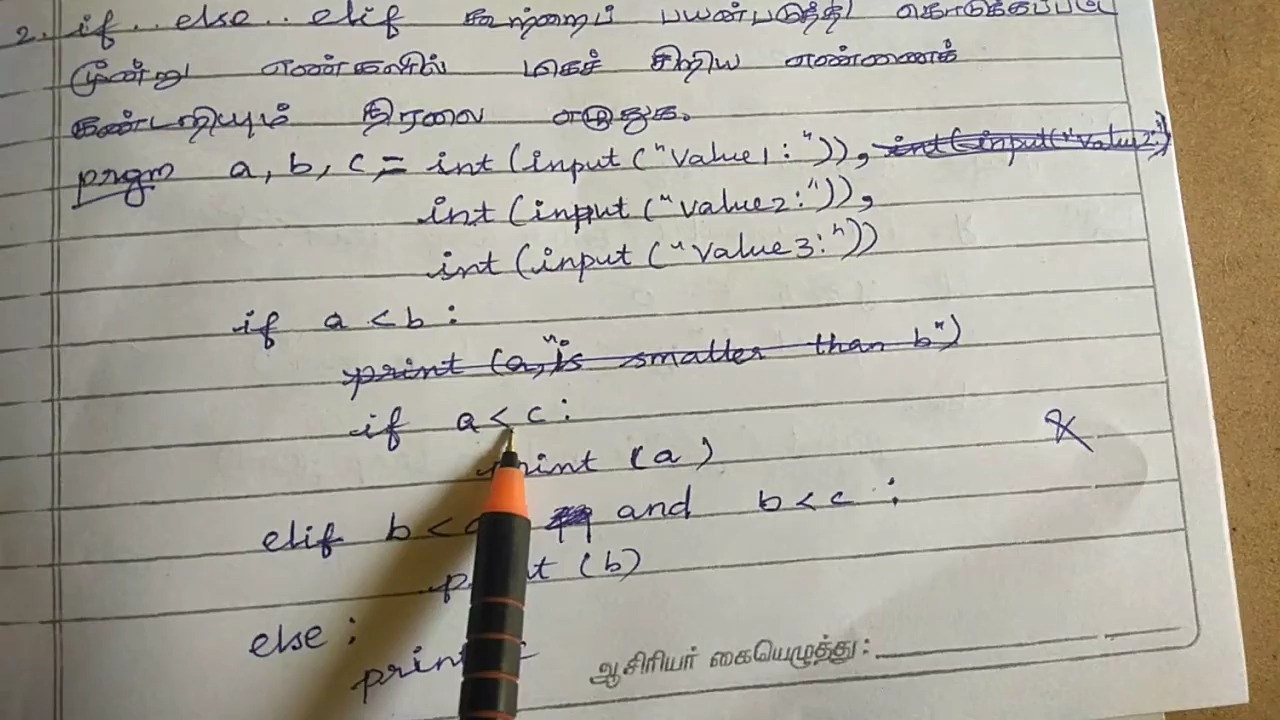 2. if.. else.. elif கூற்றைப் பயன்படுத்தி கொடுக்கப்பட்ட
மூன்று எண்களில் மிகச் சிறிய எண்ணைக்
கண்டறியும் நிரலை எழுதுக.
prgm a, b, c = int (input ("Value1:")), int (input ("Value2:"))
int (input ("value2:")),
int (input ("Value3:"))
if a < b :
print (a, "is smaller than b")
if a < c :
print (a)
elif b < and b < c :
(b)
else :
ஆசிரியர் கையெழுத்து: